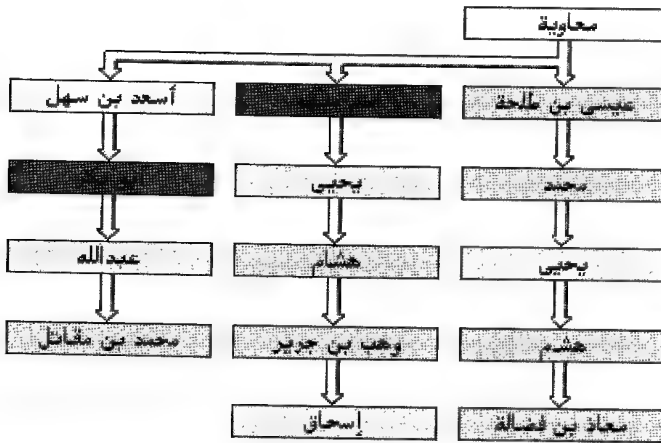 معاوية
عيسى بن طلحة
أسعد بن سهل
محمد
يحيى
يحيى
هشام
عبدالله
هشم
وهب بن جرير
محمد بن مقاتل
معاذ بن فضالة
إسحاق